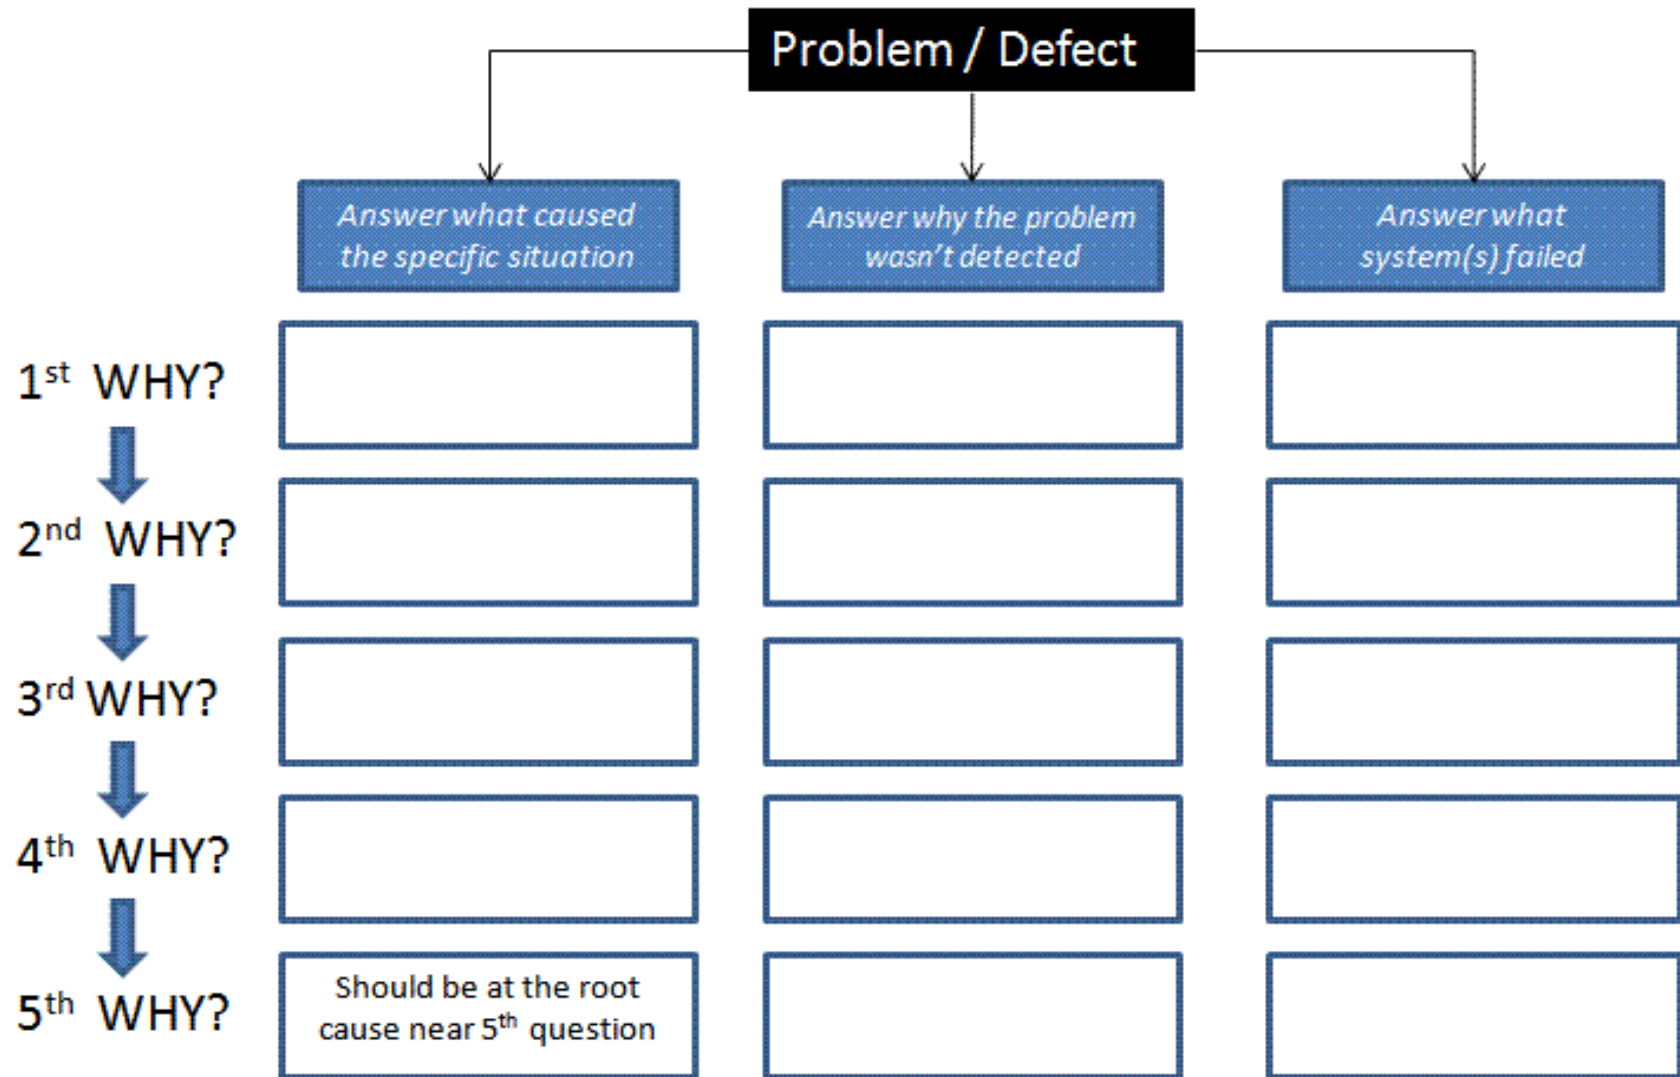 Problem / Defect
Answer what caused
the specific situation
Answer why the problem
wasn't detected
Answer what
system(s) failed
1st WHY?
2nd WHY?
3rd WHY?
4th WHY?
5th WHY?
Should be at the root
cause near 5th question